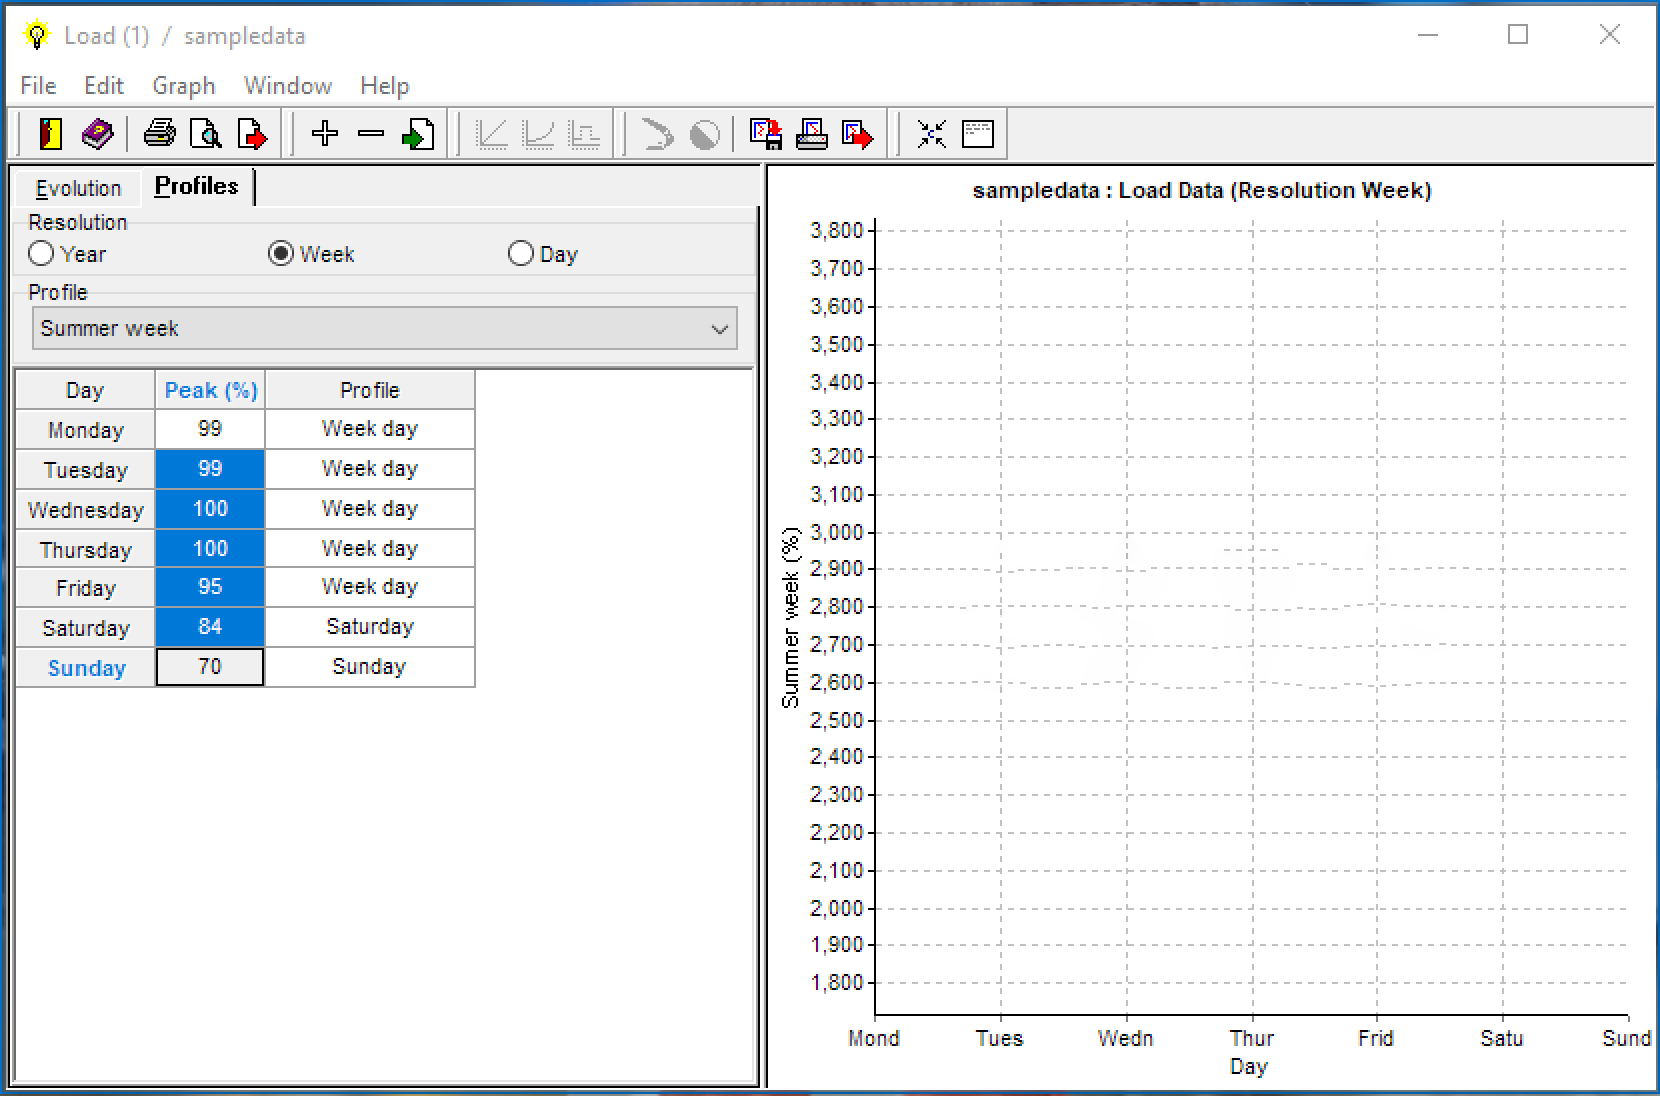 Load (1) / sampledata
File Edit Graph Window Help
Evolution Profiles
Resolution
Year Week Day
Profile
Summer week
Day Peak (%) Profile
Monday 99 Week day
Tuesday 99 Week day
Wednesday 100 Week day
Thursday 100 Week day
Friday 95 Week day
Saturday 84 Saturday
Sunday 70 Sunday
sampledata : Load Data (Resolution Week)
Summer week (%)
3,800
3,700
3,600
3,500
3,400
3,300
3,200
3,100
3,000
2,900
2,800
2,700
2,600
2,500
2,400
2,300
2,200
2,100
2,000
1,900
1,800
Mond Tues Wedn Thur Frid Satu Sund
Day